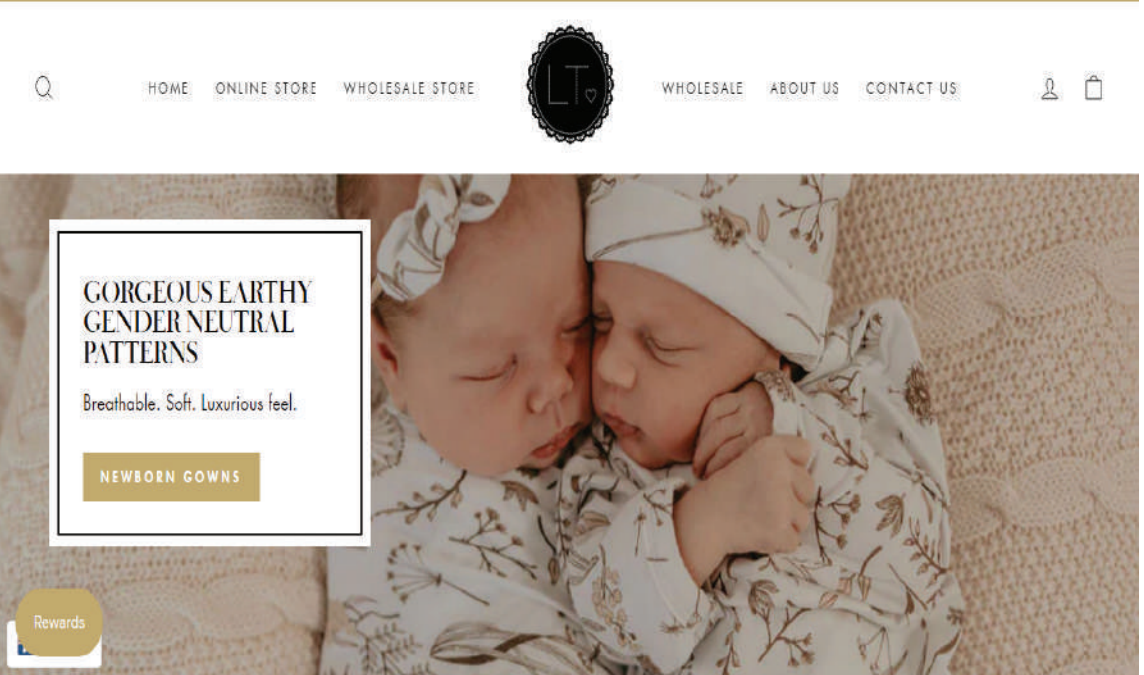 HOME ONLINE STORE WHOLESALE STORE LT WHOLESALE ABOUT US CONTACT US
GORGEOUS EARTHY
GENDER NEUTRAL
PATTERNS
Breathable. Soft. Luxurious feel.
NEWBORN GOWNS
Rewards